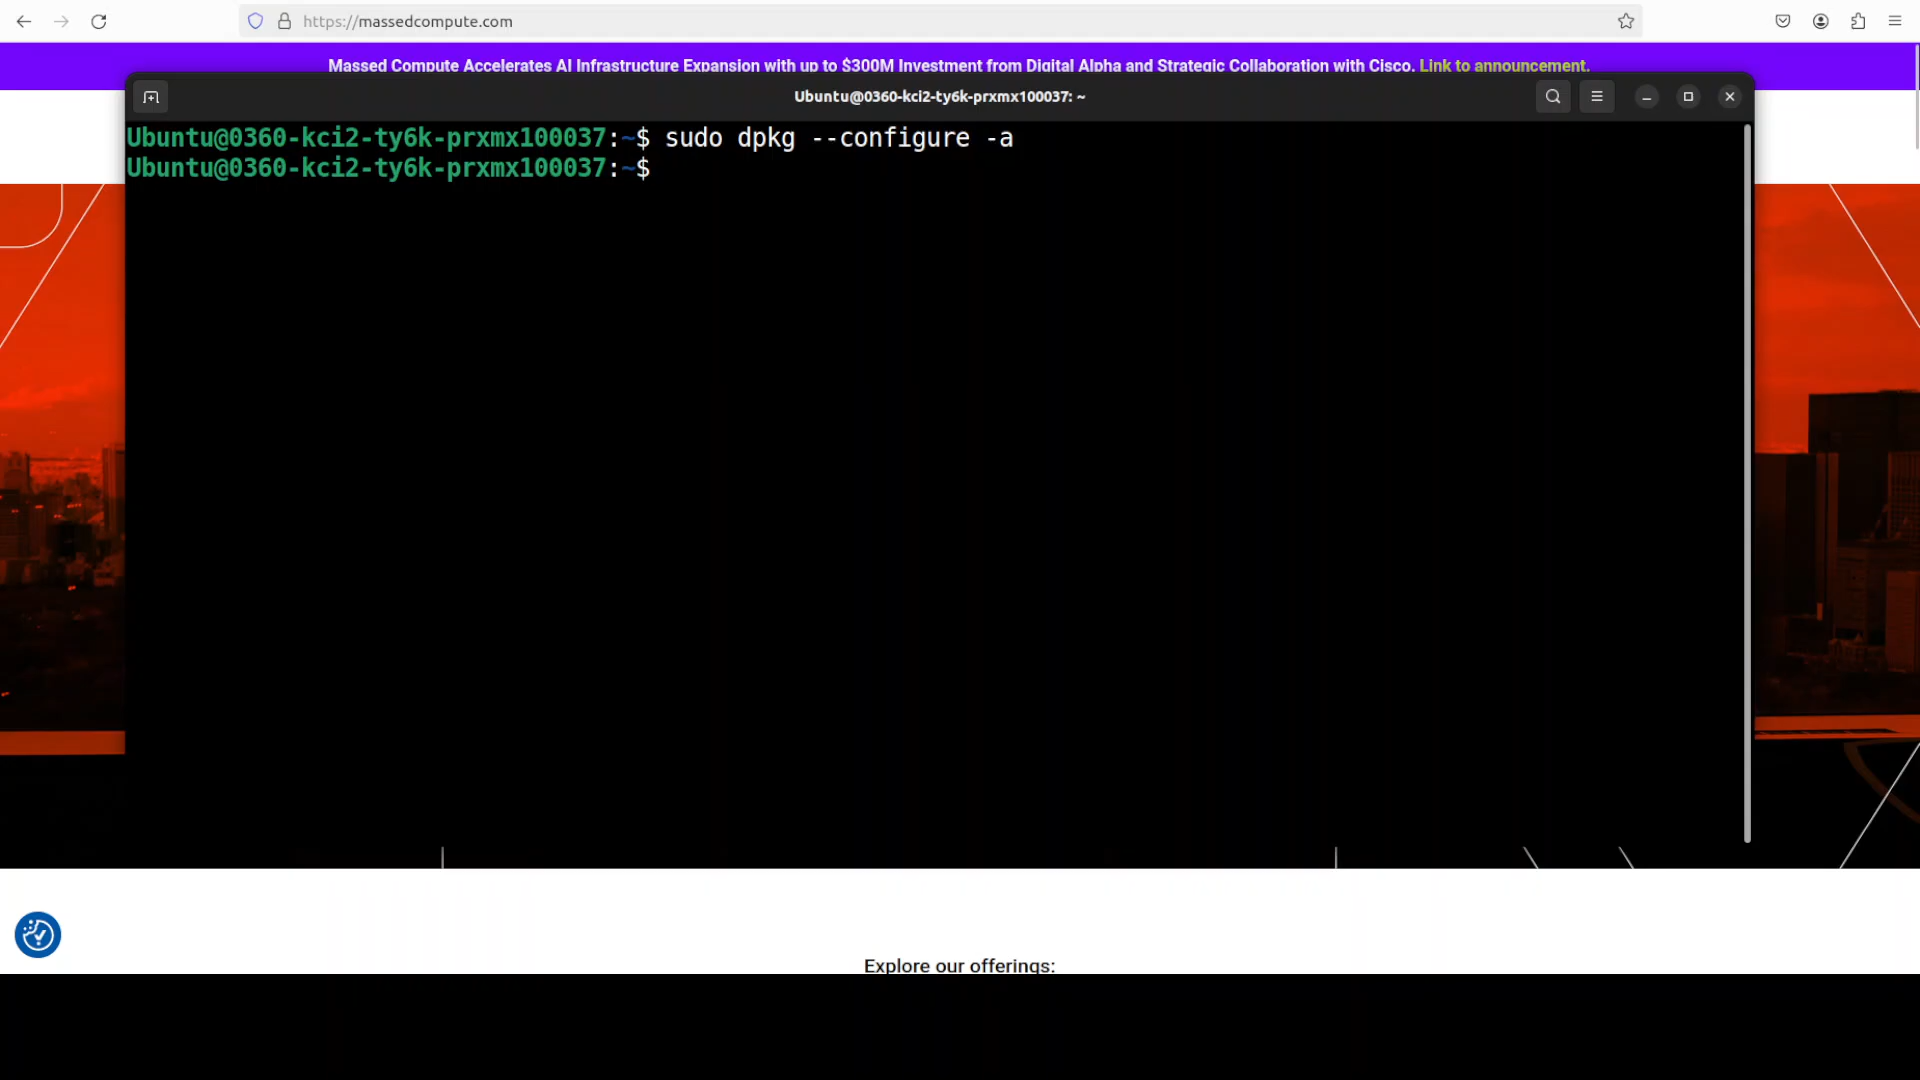 https://massedcompute.com
Massed Compute Accelerates AI Infrastructure Expansion with up to $300M Investment from Digital Alpha and Strategic Collaboration with Cisco. Link to announcement.
Ubuntu@0360-kci2-ty6k-prxmx100037: ~
Ubuntu@0360-kci2-ty6k-prxmx100037:~$ sudo dpkg --configure -a
Ubuntu@0360-kci2-ty6k-prxmx100037:~$
Explore our offerings: